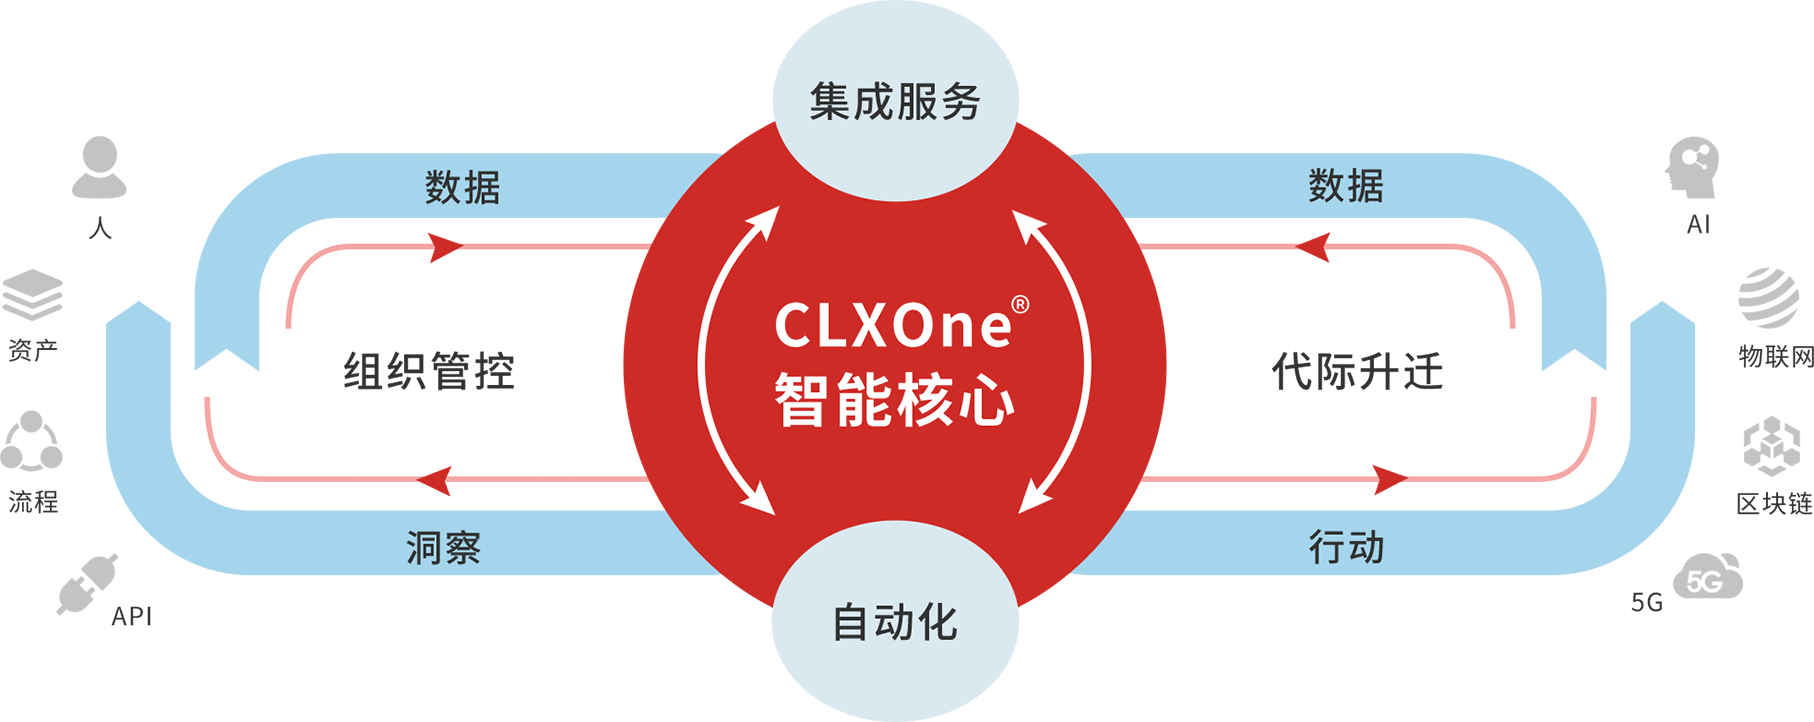 集成服务
数据
数据
人
AI
CLXOne®
智能核心
资产
组织管控
代际升迁
物联网
流程
区块链
洞察
行动
5G
5G
API
自动化